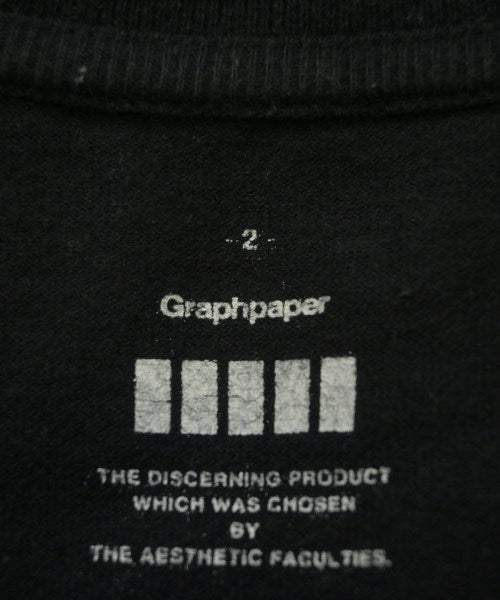 -2-
Graphpaper
THE DISCERNING PRODUCT
WHICH WAS CHOSEN
BY
THE AESTHETIC FACULTIES.